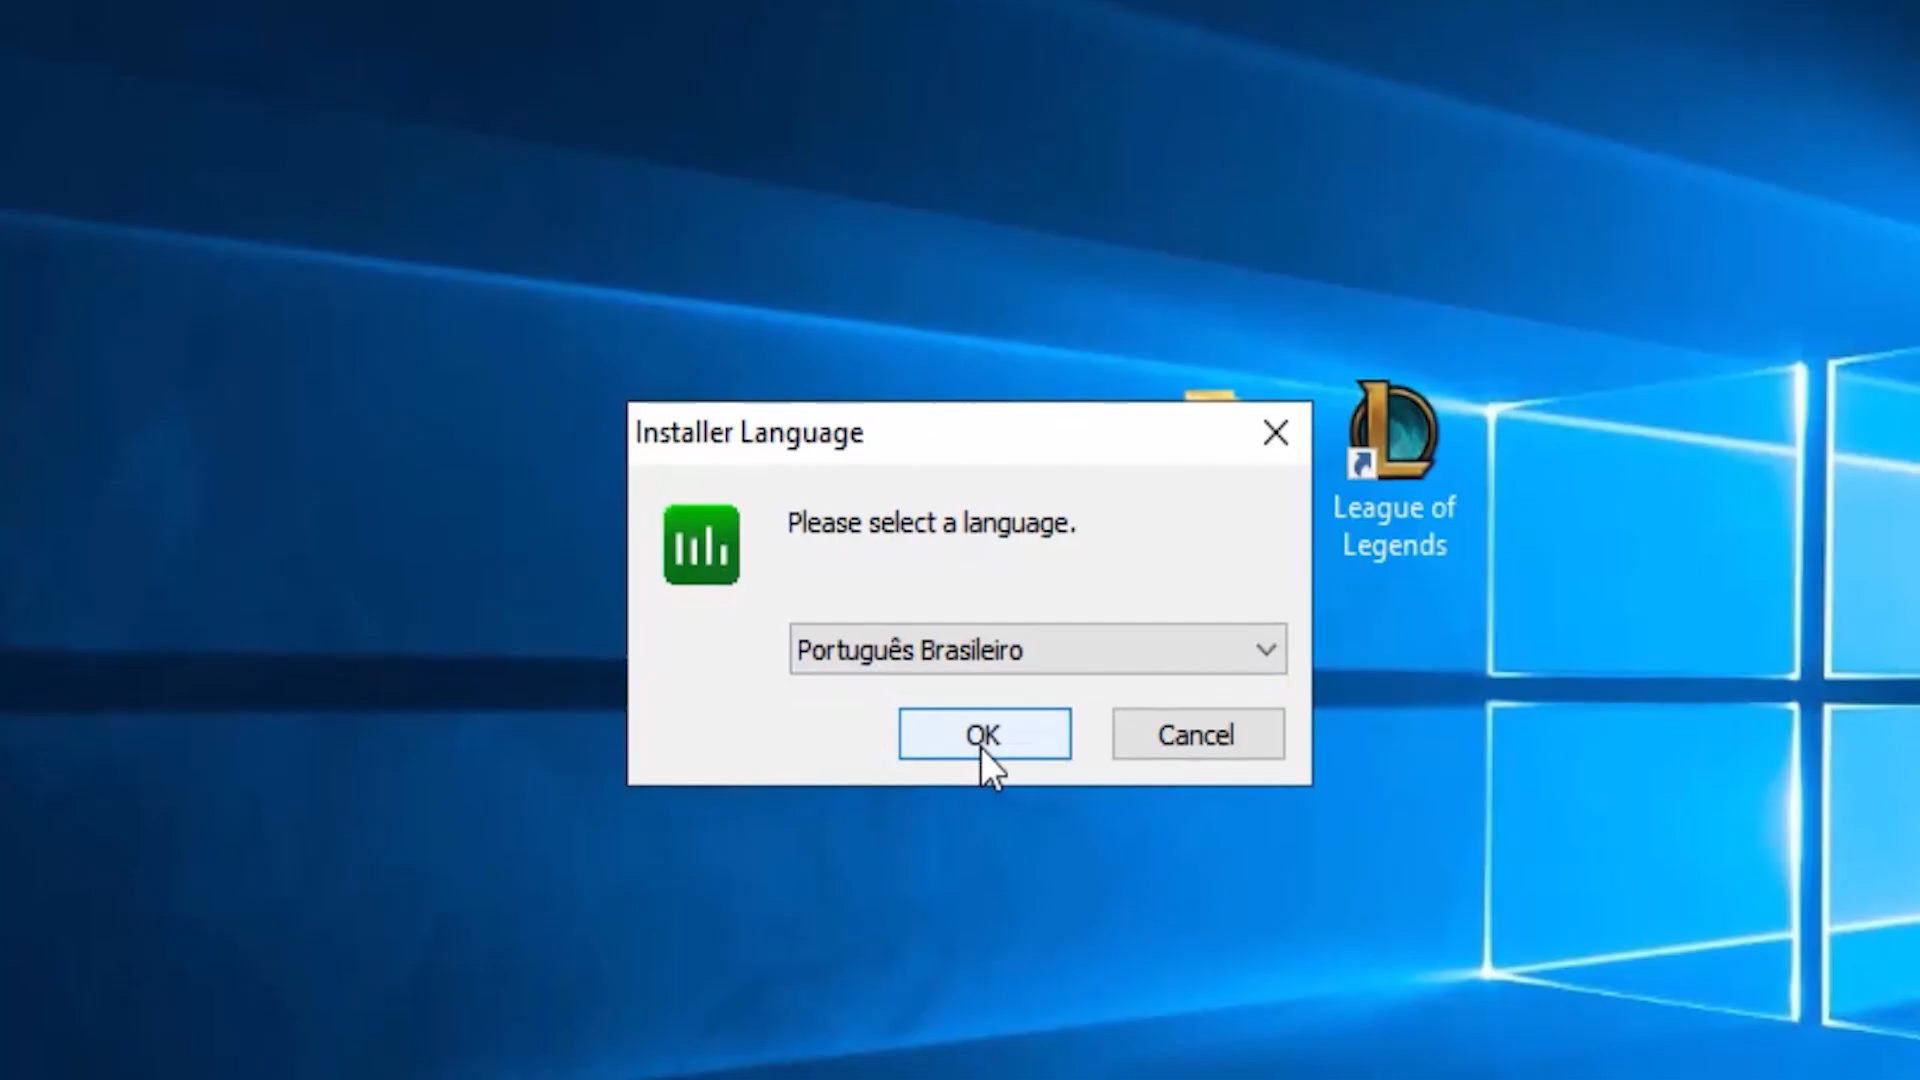 Installer Language
Please select a language.
Português Brasileiro
OK
Cancel
League of
Legends